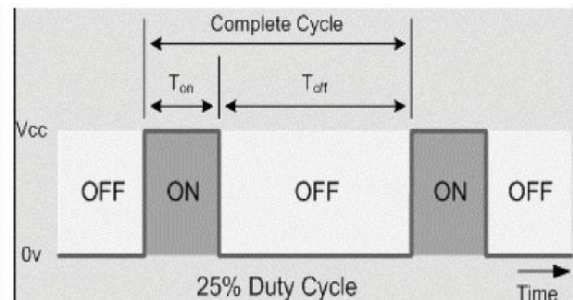 Complete Cycle
Ton Toff
Vcc
OFF ON OFF ON OFF
0v
25% Duty Cycle
Time